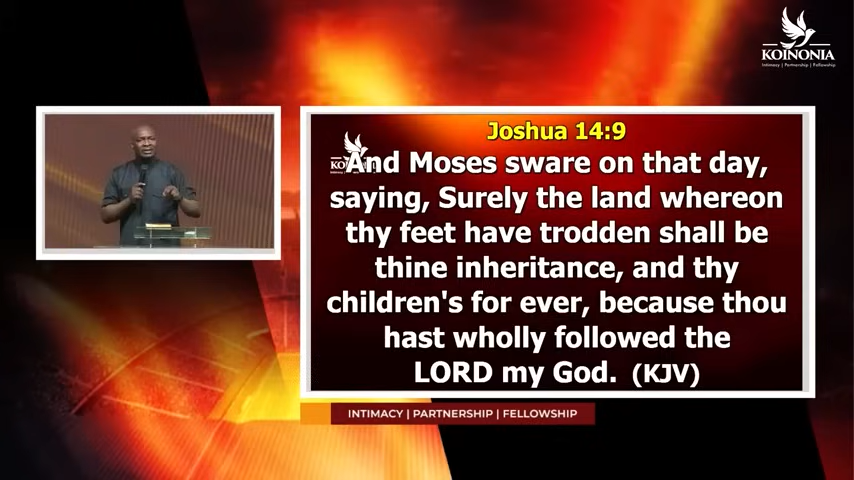 KOINONIA
Intimacy | Partnership | Fellowship
Joshua 14:9
And Moses sware on that day,
saying, Surely the land whereon
thy feet have trodden shall be
thine inheritance, and thy
children's for ever, because thou
hast wholly followed the
LORD my God. (KJV)
INTIMACY | PARTNERSHIP | FELLOWSHIP